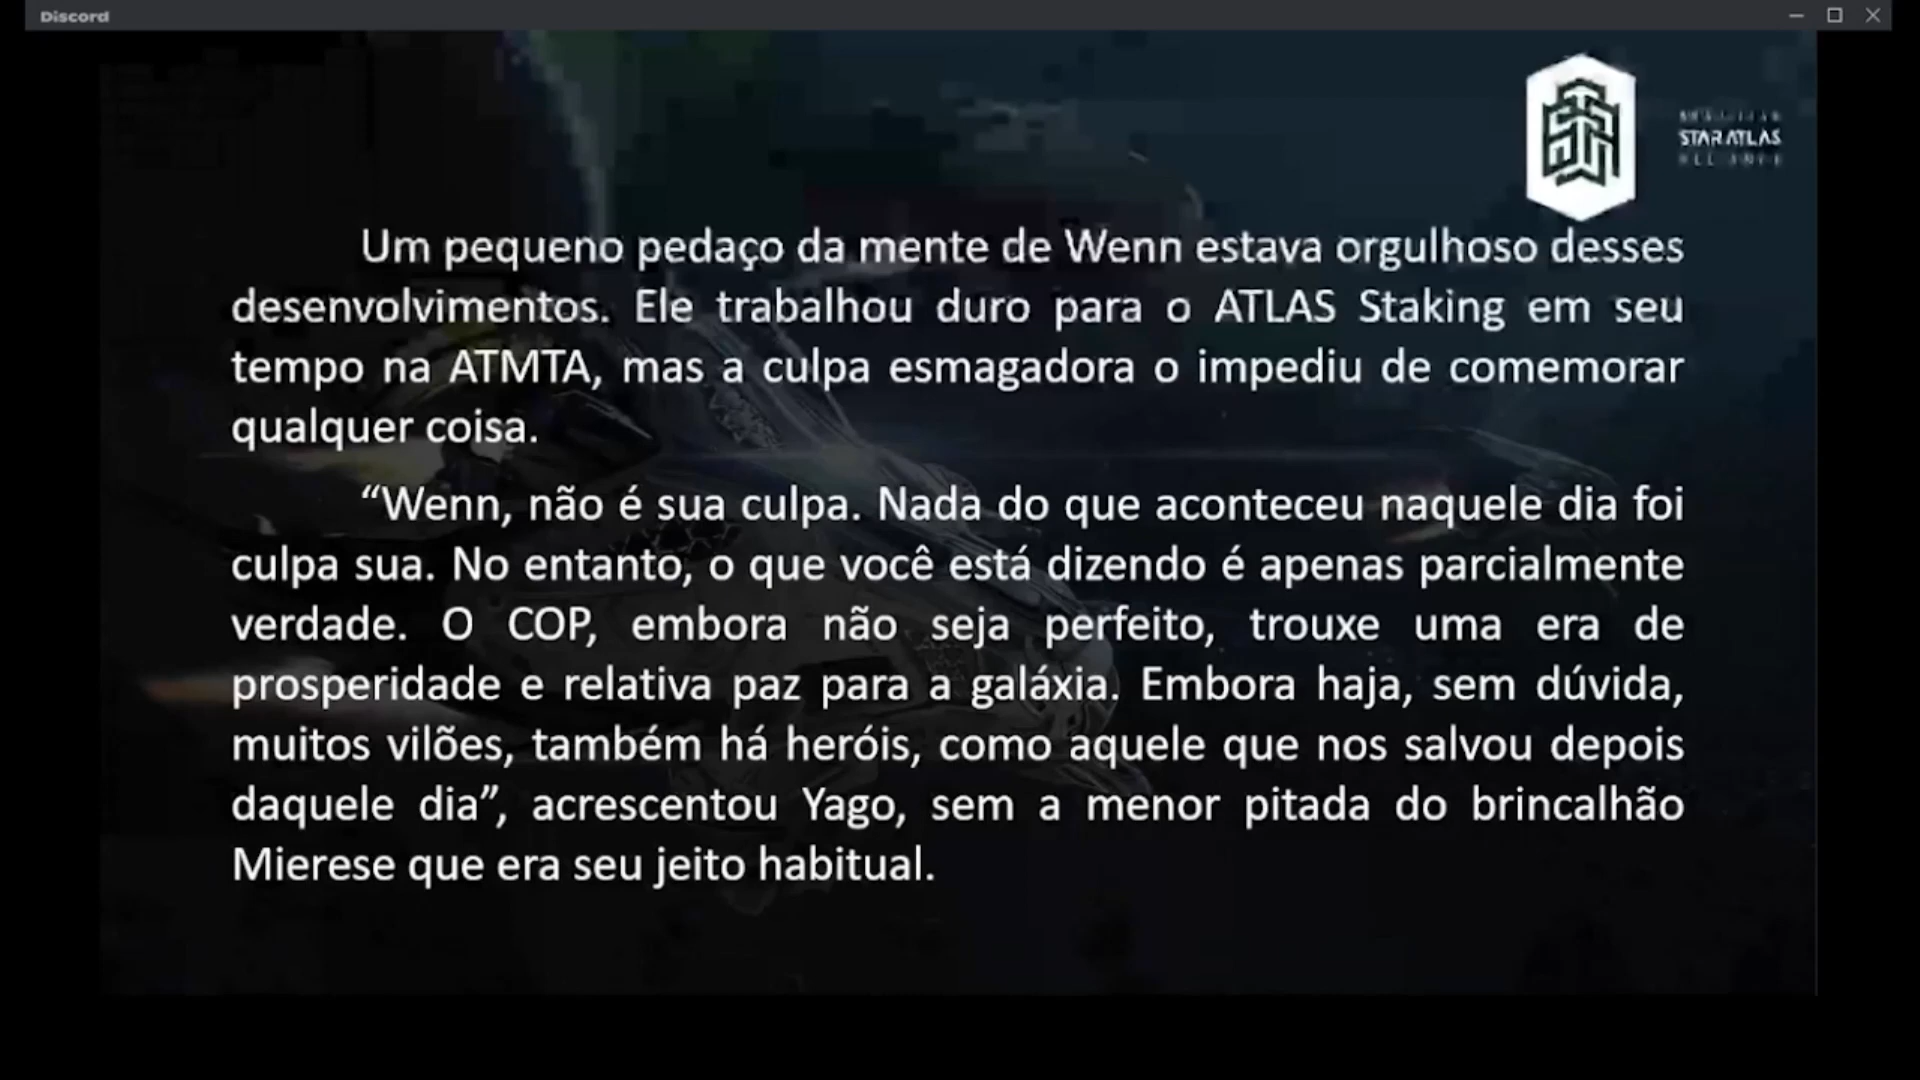 Discord
STAR ATLAS
Um pequeno pedaço da mente de Wenn estava orgulhoso desses
desenvolvimentos. Ele trabalhou duro para o ATLAS Staking em seu
tempo na ATMTA, mas a culpa esmagadora o impediu de comemorar
qualquer coisa.
“Wenn, não é sua culpa. Nada do que aconteceu naquele dia foi
culpa sua. No entanto, o que você está dizendo é apenas parcialmente
verdade. O COP, embora não seja perfeito, trouxe uma era de
prosperidade e relativa paz para a galáxia. Embora haja, sem dúvida,
muitos vilões, também há heróis, como aquele que nos salvou depois
daquele dia”, acrescentou Yago, sem a menor pitada do brincalhão
Mierese que era seu jeito habitual.